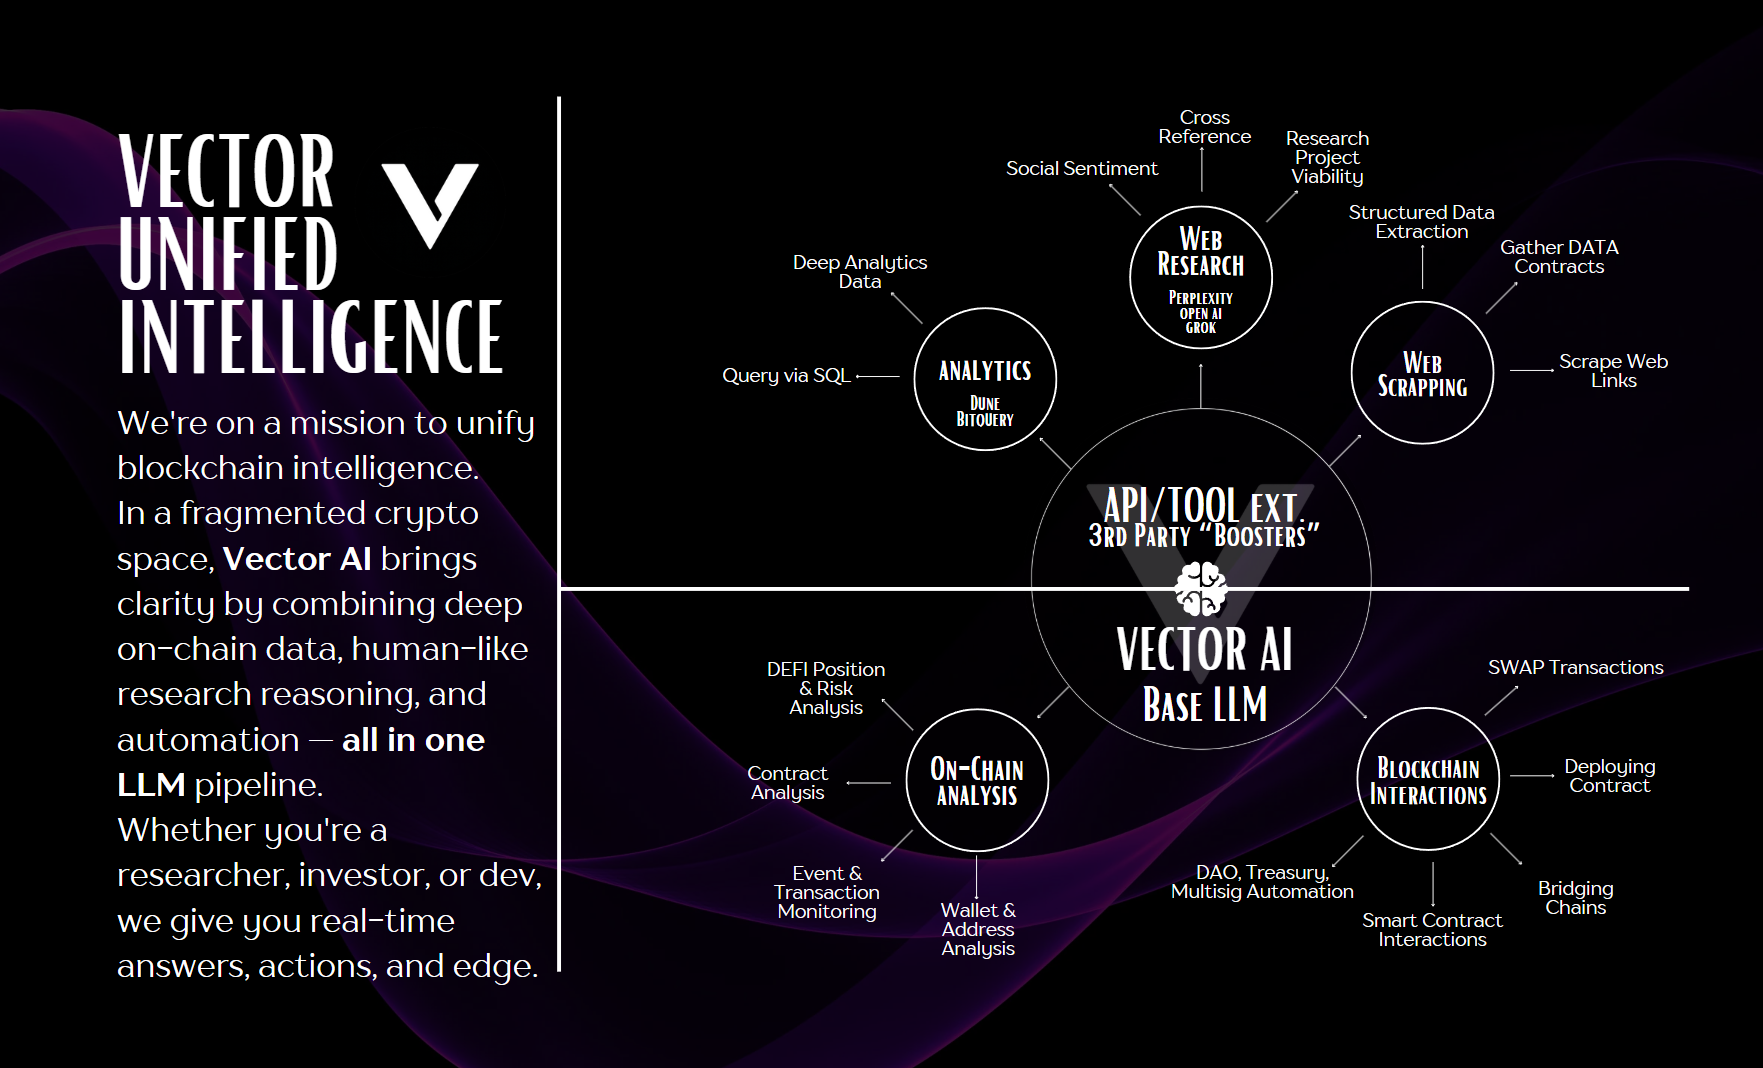 VECTOR
UNIFIED
INTELLIGENCE
We're on a mission to unify
blockchain intelligence.
In a fragmented crypto
space, Vector AI brings
clarity by combining deep
on-chain data, human-like
research reasoning, and
automation — all in one
LLM pipeline.
Whether you're a
researcher, investor, or dev,
we give you real-time
answers, actions, and edge.
Cross
Reference
Social Sentiment
Research
Project
Viability
Web
Research
Perplexity
open ai
grok
Deep Analytics
Data
Query via SQL
Analytics
Dune
Bitquery
Structured Data
Extraction
Gather DATA
Contracts
Scrape Web
Links
Web
Scrapping
API/TOOL ext.
3rd Party “Boosters”
VECTOR AI
Base LLM
DEFI Position
& Risk
Analysis
Contract
Analysis
Event &
Transaction
Monitoring
Wallet &
Address
Analysis
On-Chain
analysis
SWAP Transactions
Deploying
Contract
Bridging
Chains
Smart Contract
Interactions
DAO, Treasury,
Multisig Automation
Blockchain
Interactions